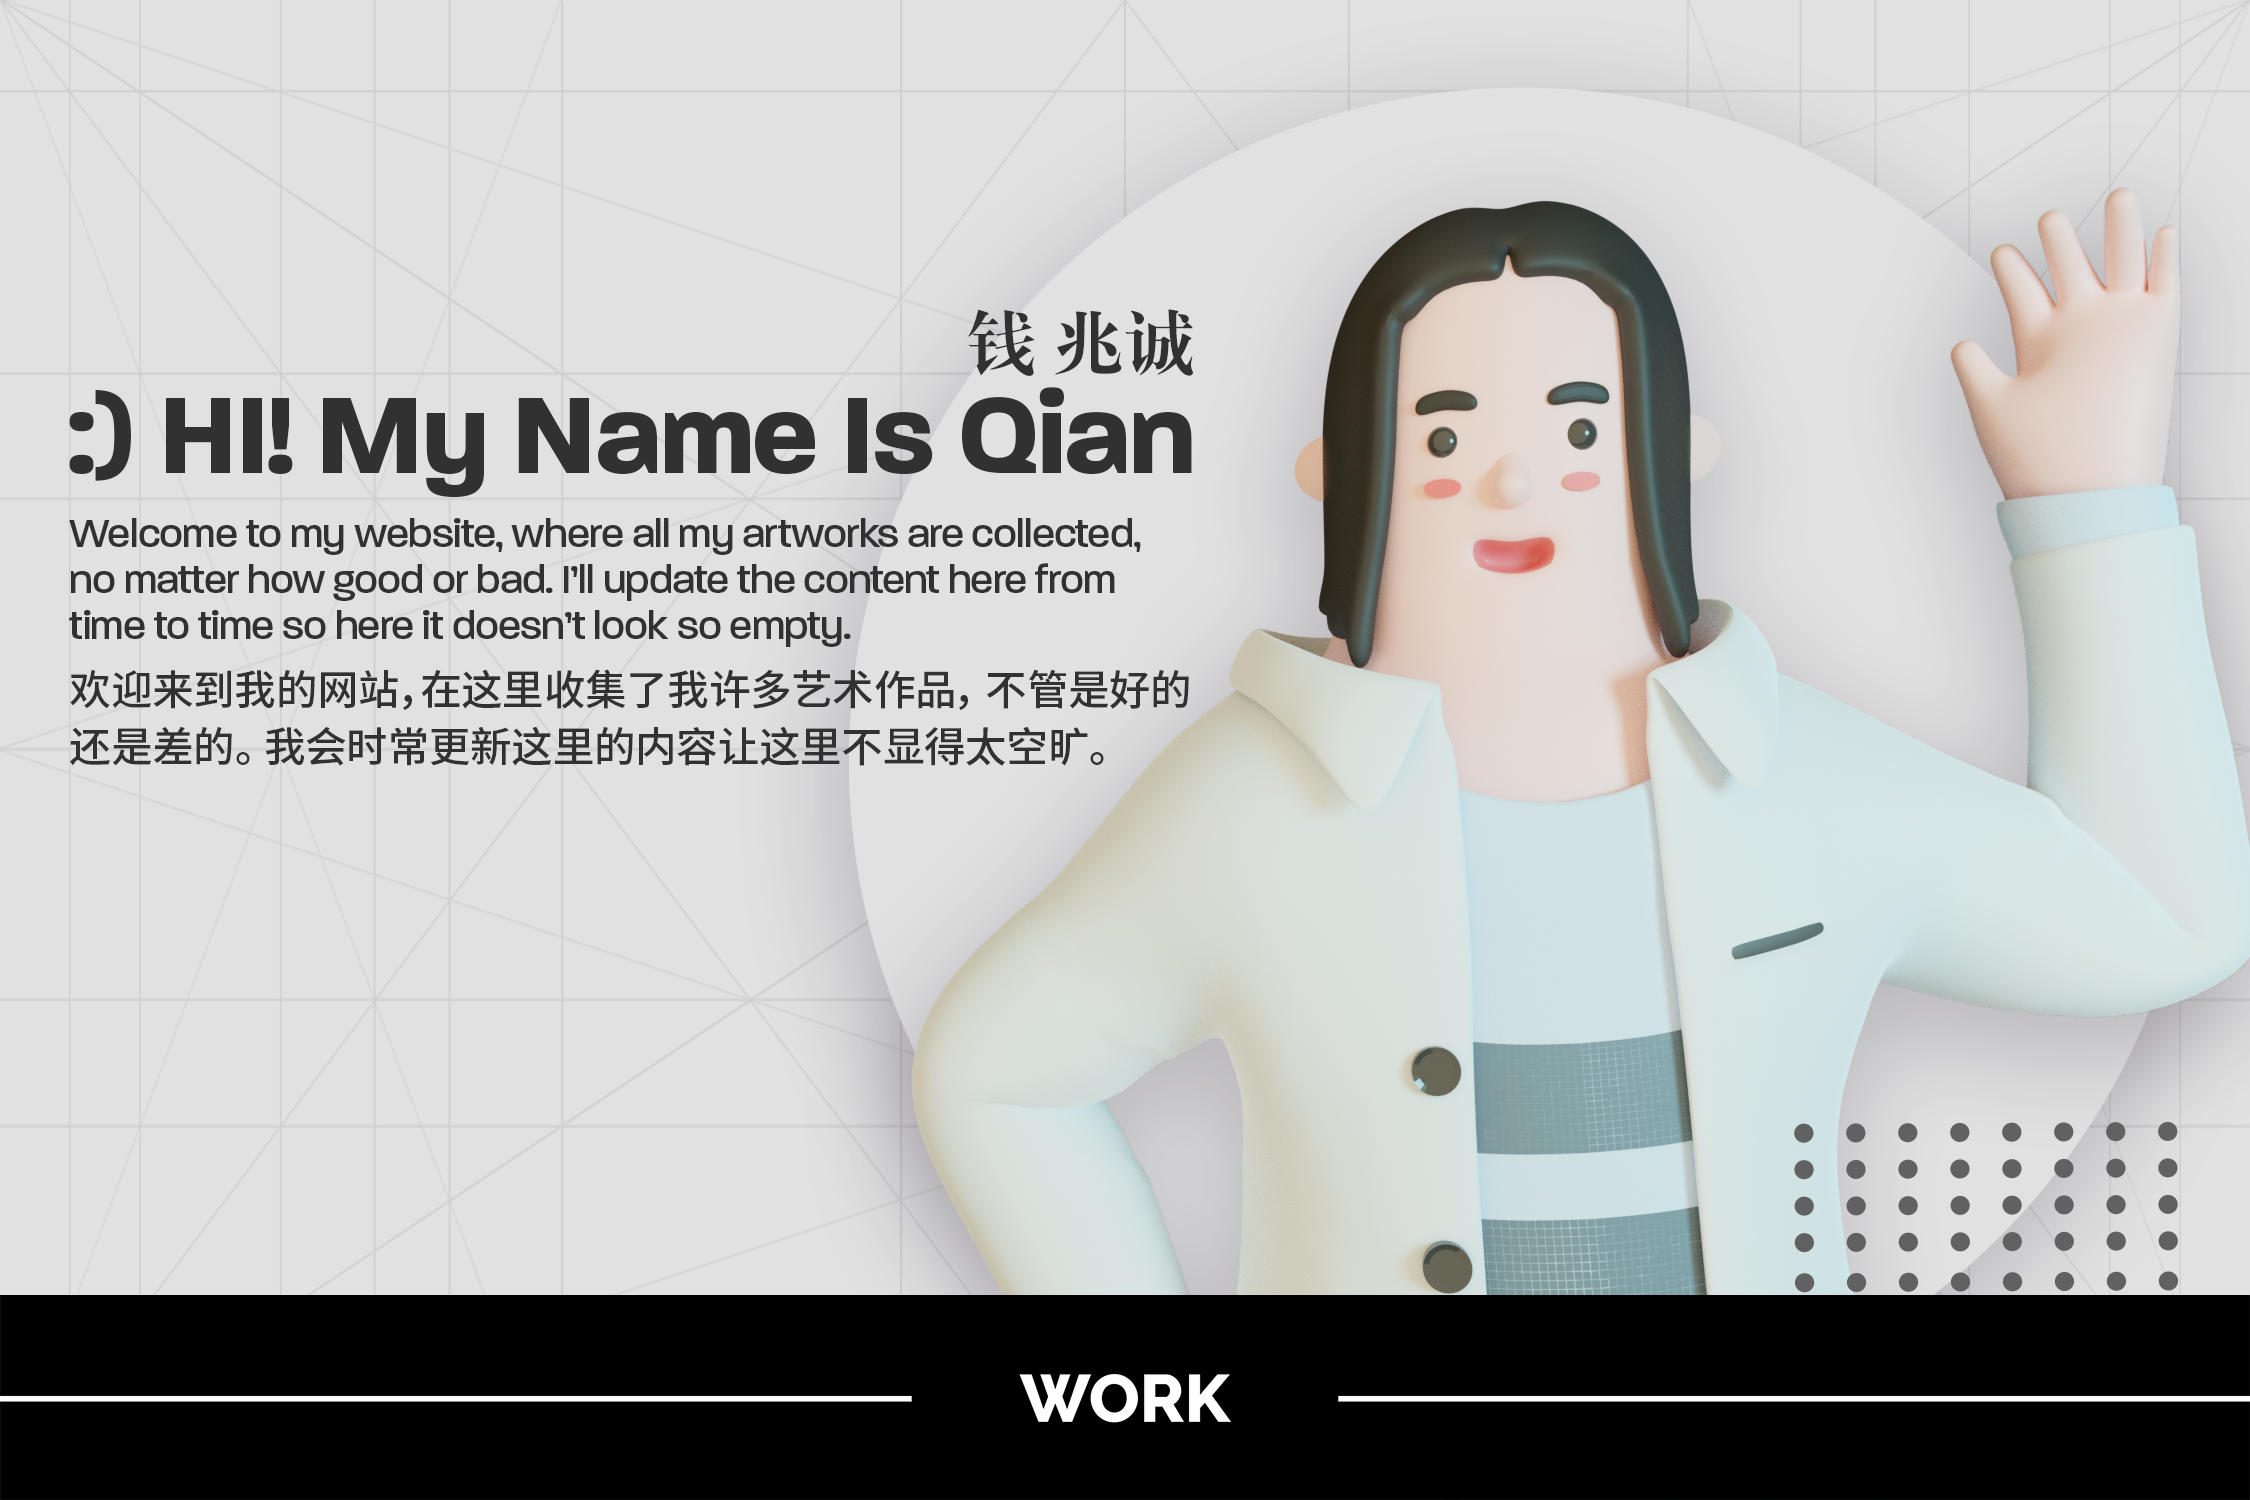 钱 兆诚
:) HI! My Name Is Qian
Welcome to my website, where all my artworks are collected,
no matter how good or bad. I'll update the content here from
time to time so here it doesn't look so empty.
欢迎来到我的网站，在这里收集了我许多艺术作品，不管是好的
还是差的。我会时常更新这里的内容让这里不显得太空旷。
WORK